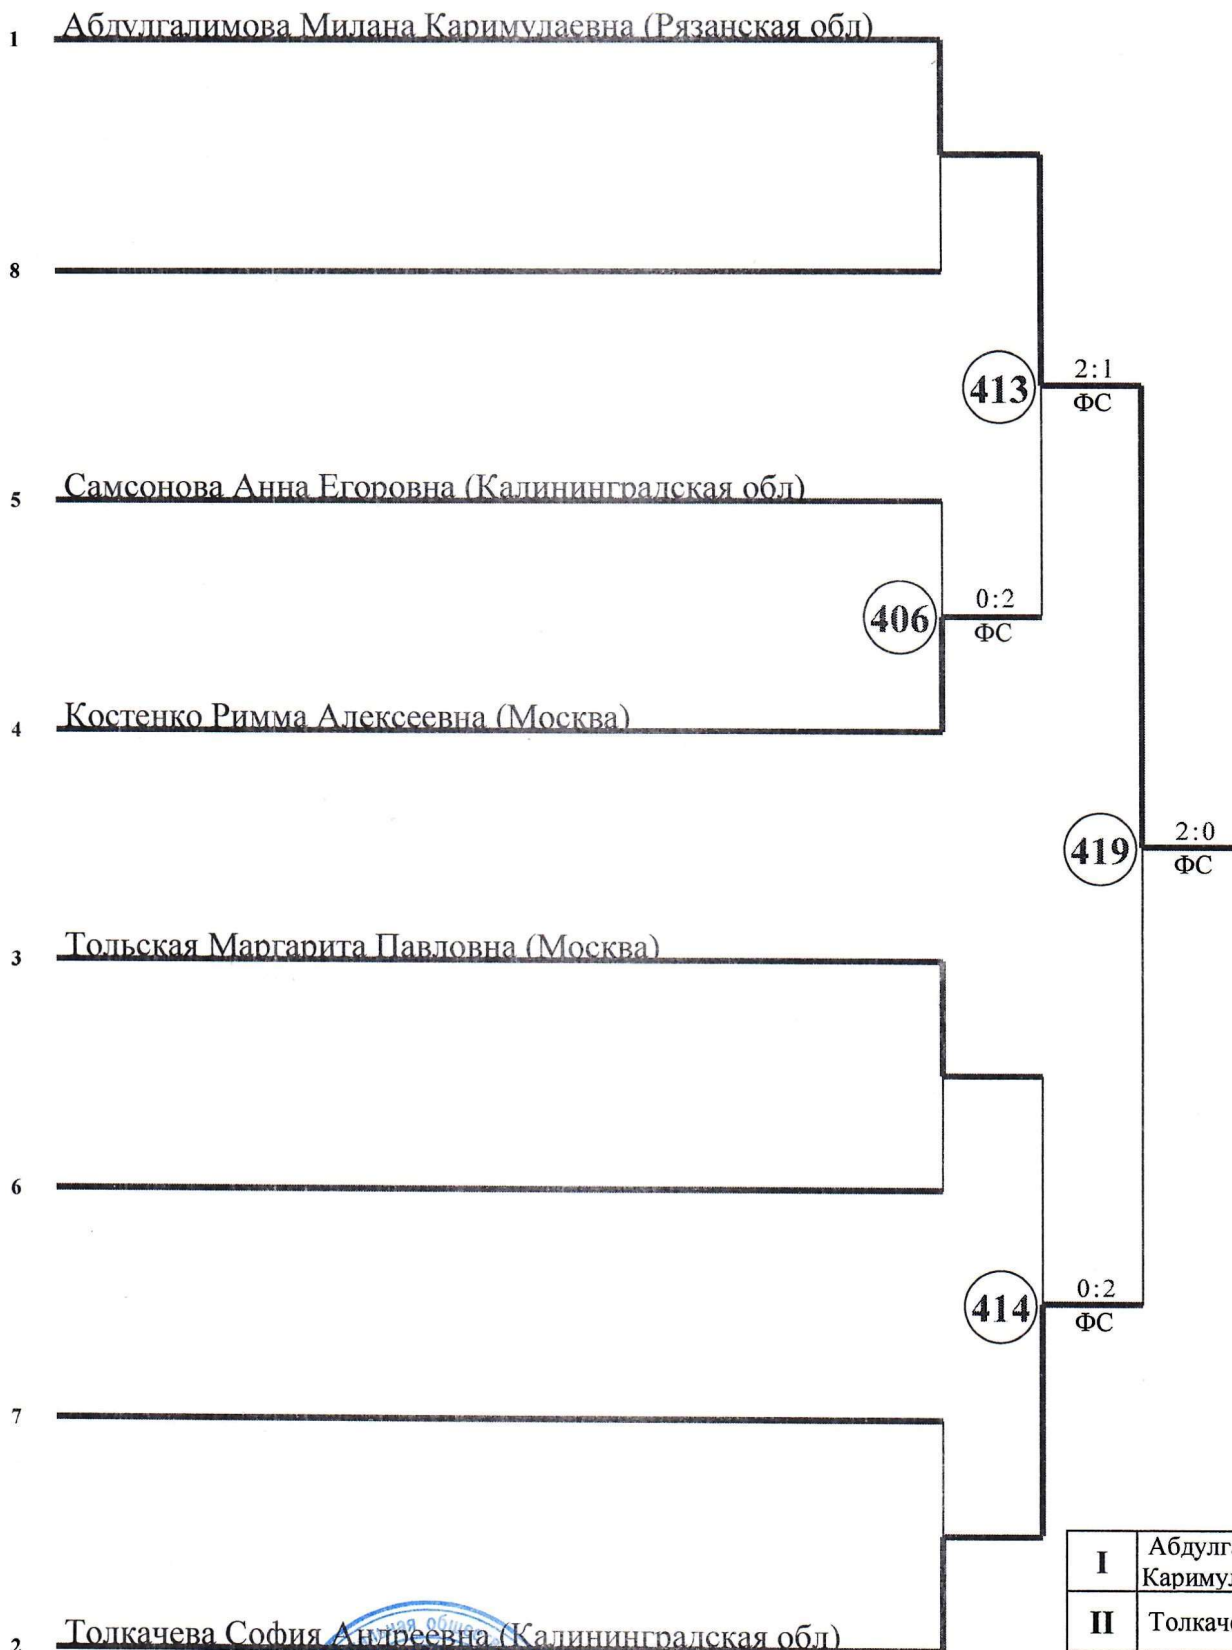 1 Абдулгалимова Милана Каримулаевна (Рязанская обл)
8
413 2:1
ФС
5 Самсонова Анна Егоровна (Калининградская обл)
406 0:2
ФС
4 Костенко Римма Алексеевна (Москва)
419 2:0
ФС
3 Тольская Маргарита Павловна (Москва)
6
414 0:2
ФС
7
I Абдулг
Каримул
II Толкаче
2 Толкачева София Андреевна (Калининградская обл)